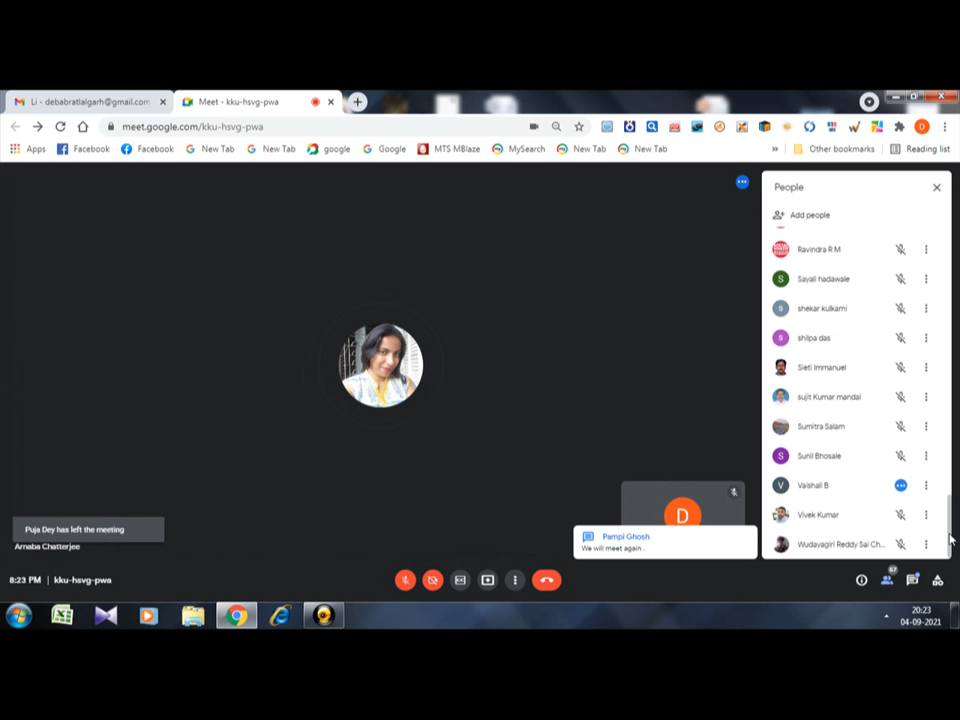 Li - debabratlalgarh@gmail.com
Meet - kku-hsvg-pwa
meet.google.com/kku-hsvg-pwa
D
Apps
Facebook
Facebook
New Tab
New Tab
google
Google
MTS MBlaze
MySearch
New Tab
New Tab
»
Other bookmarks
Reading list
People
Add people
Ravindra R M
S
Sayali hadawale
s
shekar kulkarni
s
shilpa das
Sieti Immanuel
sujit Kumar mandal
Sumitra Salam
S
Sunil Bhosale
V
Vaishali B
Vivek Kumar
Wudayagiri Reddy Sai Ch...
D
Puja Dey has left the meeting
Arnaba Chatterjee
Pampi Ghosh
We will meet again .
8:23 PM | kku-hsvg-pwa
67
20:23
04-09-2021